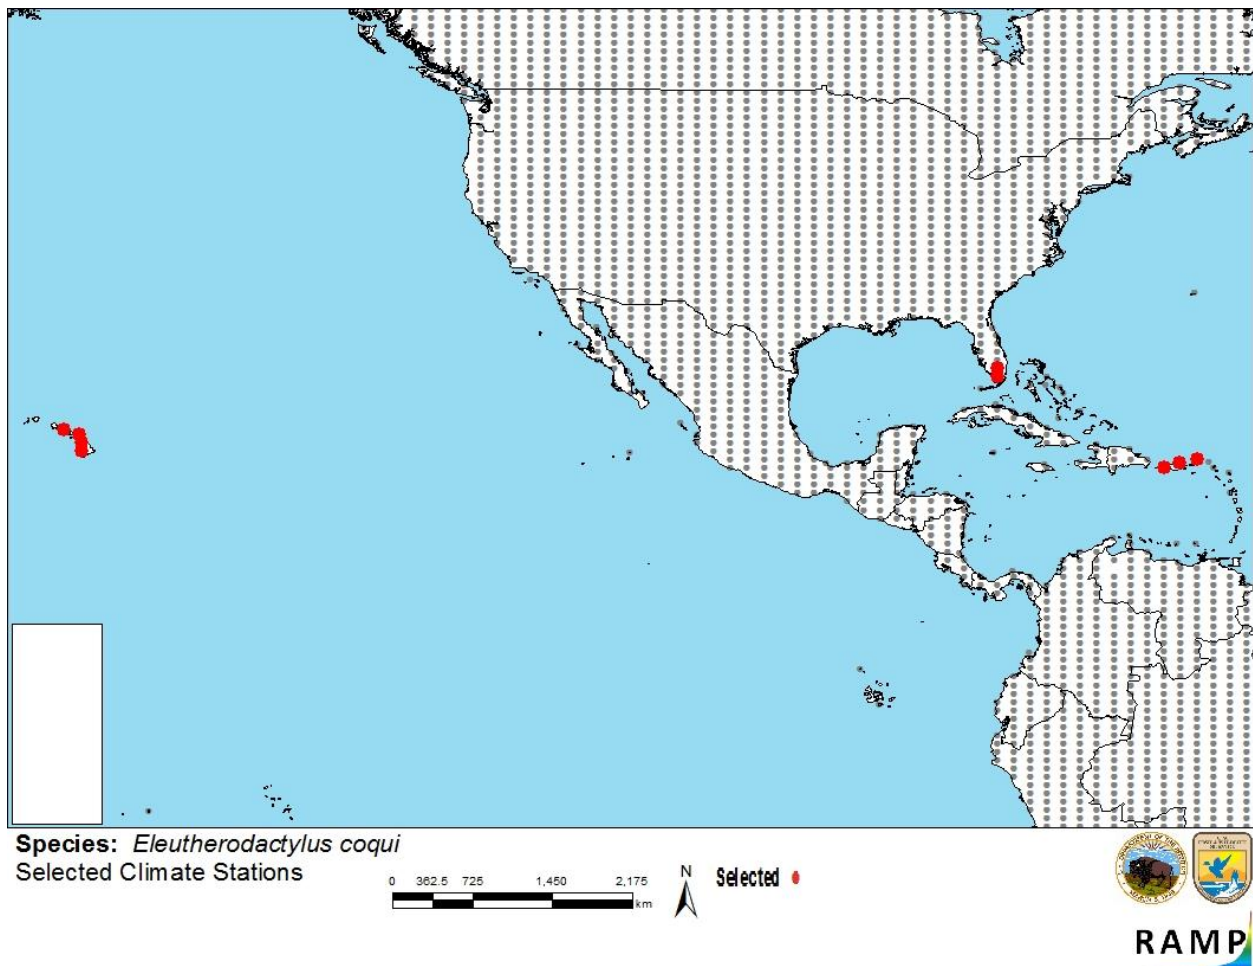 Species: Eleutherodactylus coqui
Selected Climate Stations
0 362.5 725 1,450 2,175
km
N
Selected
RAMP